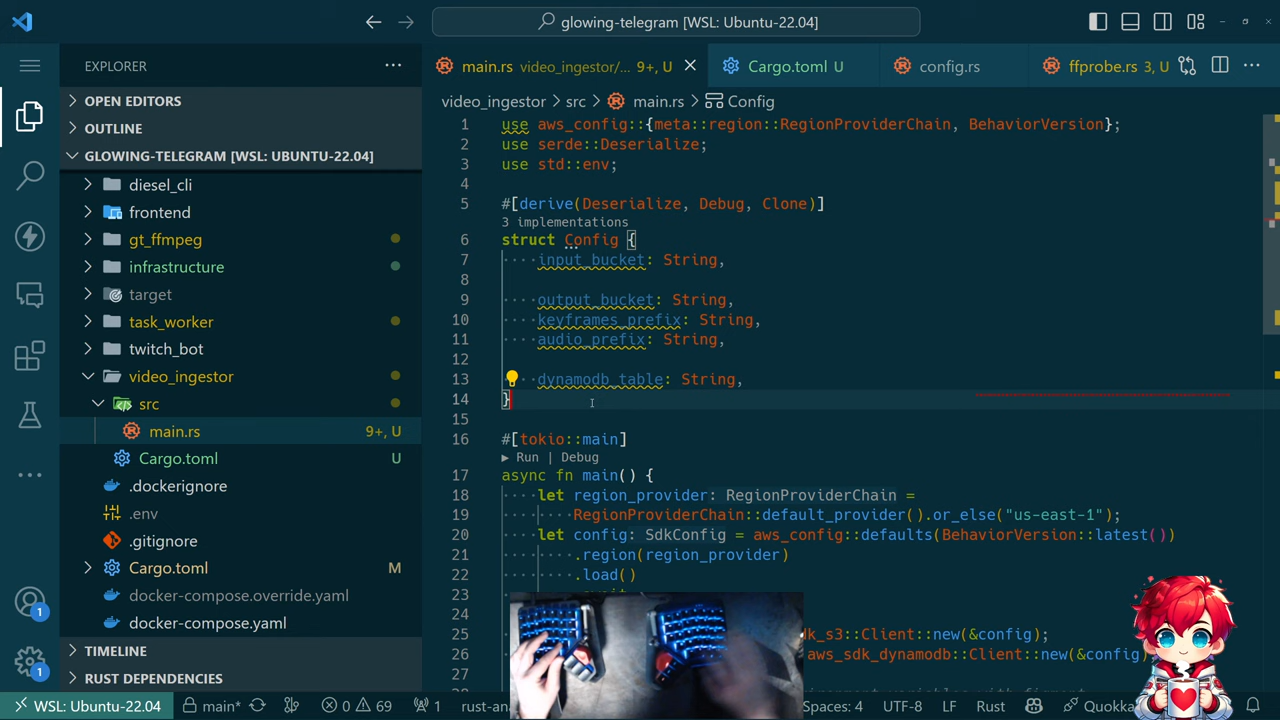 glowing-telegram [WSL: Ubuntu-22.04]
EXPLORER
OPEN EDITORS
OUTLINE
GLOWING-TELEGRAM [WSL: UBUNTU-22.04]
diesel_cli
frontend
gt_ffmpeg
infrastructure
target
task_worker
twitch_bot
video_ingestor
src
main.rs 9+, U
Cargo.toml U
.dockerignore
.env
.gitignore
Cargo.toml M
docker-compose.override.yaml
docker-compose.yaml
TIMELINE
RUST DEPENDENCIES
1
1
main.rs video_ingestor/... 9+, U
Cargo.toml U
config.rs
ffprobe.rs 3, U
video_ingestor > src > main.rs > Config
1 use aws_config::{meta::region::RegionProviderChain, BehaviorVersion};
2 use serde::Deserialize;
3 use std::env;
4
5 #[derive(Deserialize, Debug, Clone)]
3 implementations
6 struct Config {
7 ····input_bucket: String,
8
9 ····output_bucket: String,
10 ····keyframes_prefix: String,
11 ····audio_prefix: String,
12
13 ····dynamodb_table: String,
14 }
15
16 #[tokio::main]
▶ Run | Debug
17 async fn main() {
18 ····let region_provider: RegionProviderChain =
19 ········RegionProviderChain::default_provider().or_else("us-east-1");
20 ····let config: SdkConfig = aws_config::defaults(BehaviorVersion::latest())
21 ········.region(region_provider)
22 ········.load()
23
24
25 k_s3::Client::new(&config);
26 aws_sdk_dynamodb::Client::new(&config)
27
WSL: Ubuntu-22.04 main* 0 69 1 rust-an Spaces: 4 UTF-8 LF Rust Quokka